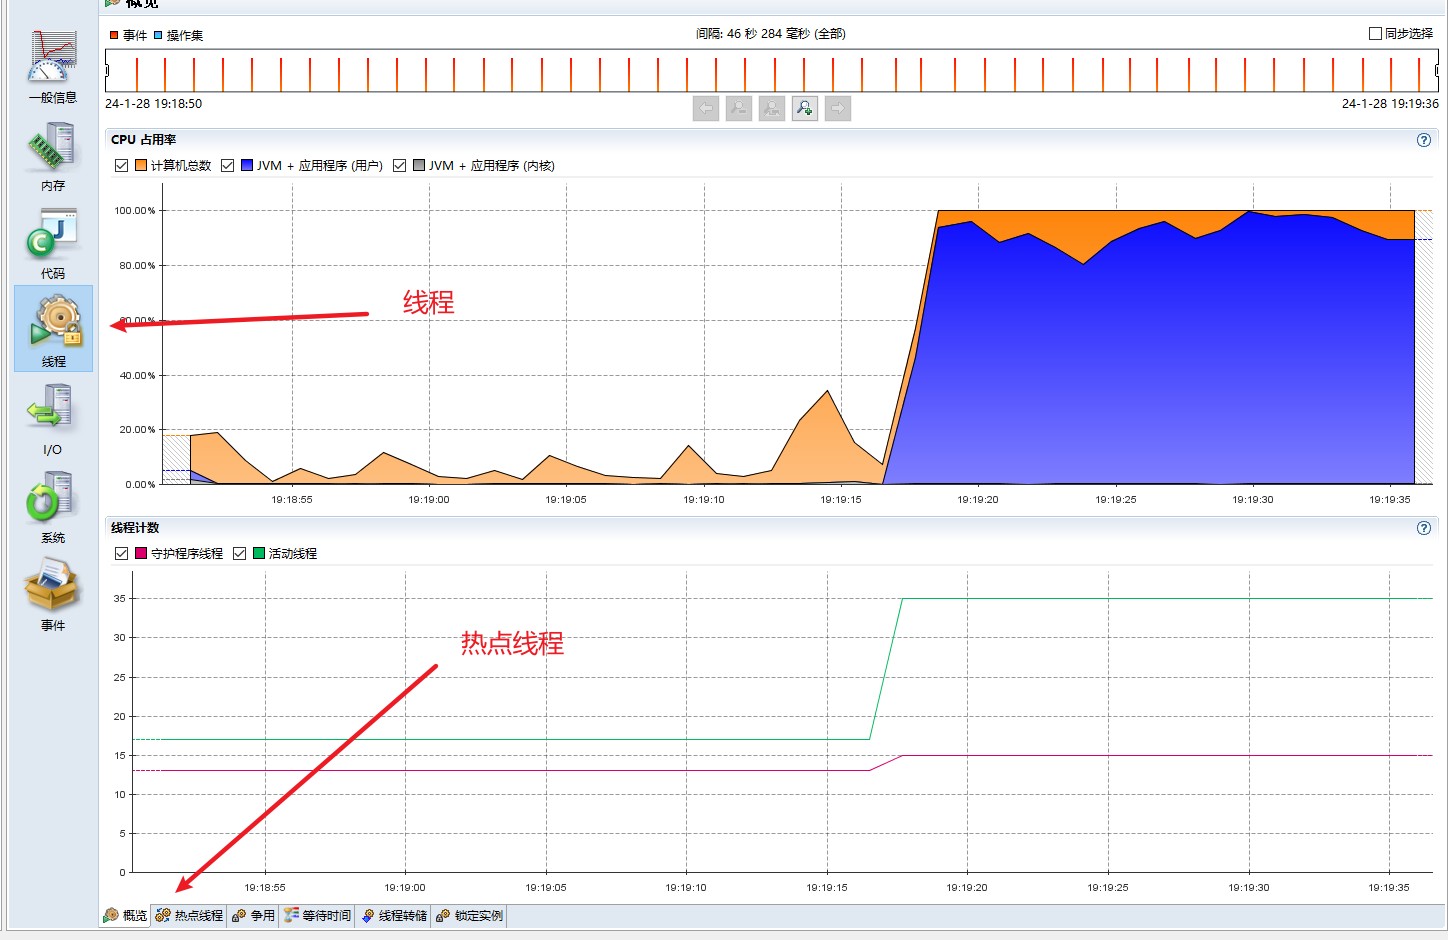 概览
事件 操作集
间隔: 46 秒 284 毫秒 (全部)
同步选择
24-1-28 19:18:50
24-1-28 19:19:36
一般信息
内存
代码
线程
I/O
系统
事件
CPU 占用率
计算机总数 JVM + 应用程序 (用户) JVM + 应用程序 (内核)
100.00%
80.00%
60.00%
40.00%
20.00%
0.00%
线程
19:18:55 19:19:00 19:19:05 19:19:10 19:19:15 19:19:20 19:19:25 19:19:30 19:19:35
线程计数
守护程序线程 活动线程
35
30
25
20
15
10
5
0
热点线程
19:18:55 19:19:00 19:19:05 19:19:10 19:19:15 19:19:20 19:19:25 19:19:30 19:19:35
概览 热点线程 争用 等待时间 线程转储 锁定实例